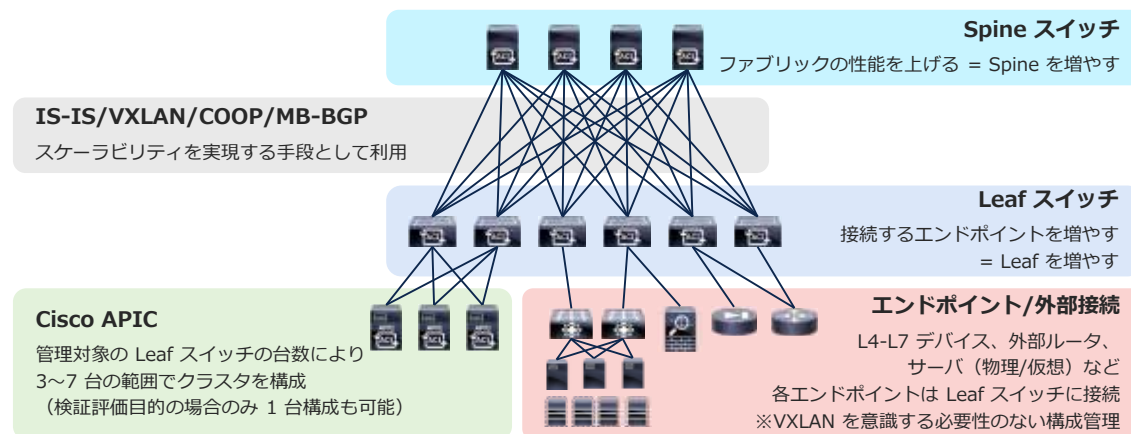 Spine スイッチ
ファブリックの性能を上げる = Spine を増やす
IS-IS/VXLAN/COOP/MB-BGP
スケーラビリティを実現する手段として利用
Leaf スイッチ
接続するエンドポイントを増やす
= Leaf を増やす
Cisco APIC
管理対象の Leaf スイッチの台数により
3～7 台の範囲でクラスタを構成
（検証評価目的の場合のみ 1 台構成も可能）
エンドポイント/外部接続
L4-L7 デバイス、外部ルータ、
サーバ（物理/仮想）など
各エンドポイントは Leaf スイッチに接続
※VXLAN を意識する必要性のない構成管理